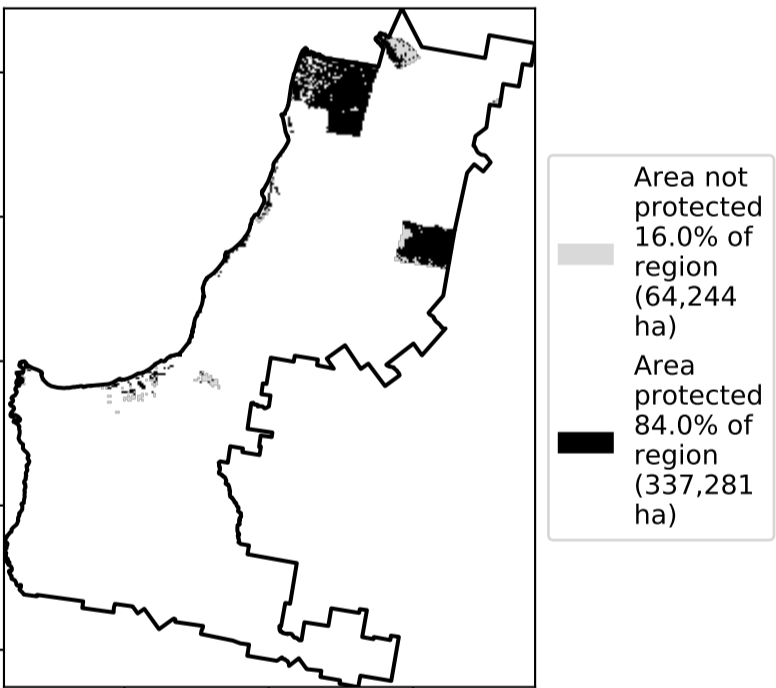 Area not
protected
16.0% of
region
(64,244
ha)
Area
protected
84.0% of
region
(337,281
ha)